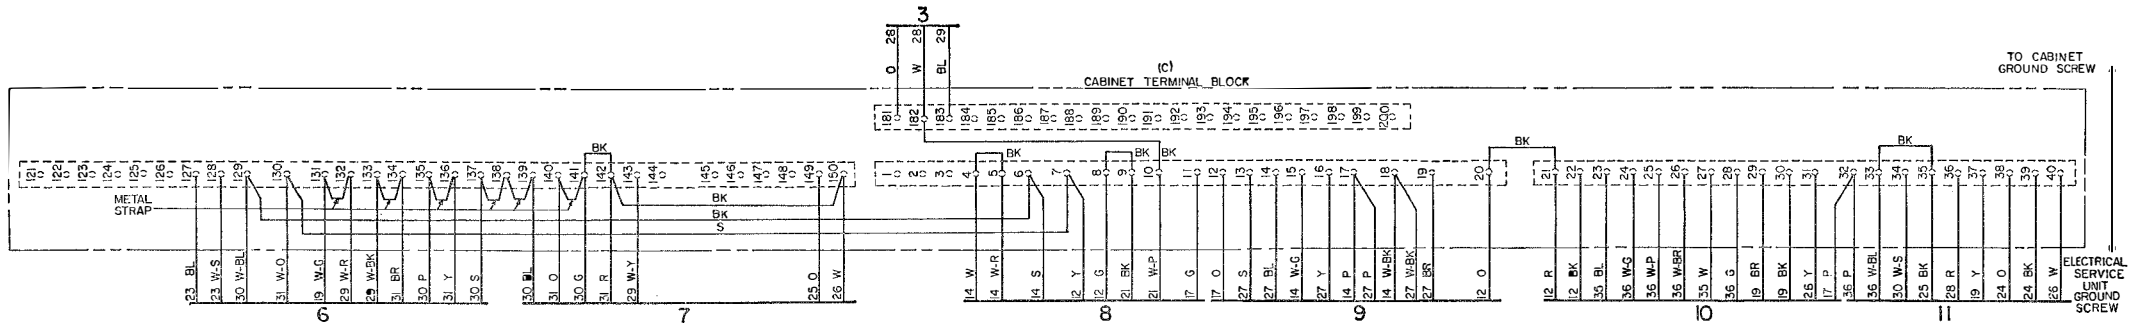 3
28
28
29
O
W
BL
(C)
CABINET TERMINAL BLOCK
TO CABINET
GROUND SCREW
181 182 183 184 185 186 187 188 189 190 191 192 193 194 195 196 197 198 199 200
BK
BK
BK
BK
BK
BK
121 122 123 124 125 126 127 128 129 130 131 132 133 134 135 136 137 138 139 140 141 142 143 144 145 146 147 148 149 150
1 2 3 4 5 6 7 8 9 10 11 12 13 14 15 16 17 18 19 20
21 22 23 24 25 26 27 28 29 30 31 32 33 34 35 36 37 38 39 40
METAL
STRAP
BK
BK
S
23 BL
23 W-S
30 W-BL
31 W-O
19 W-G
29 W-R
29 W-BK
31 BR
30 P
31 Y
30 S
30 BL
31 O
30 G
31 R
29 W-Y
25 O
26 W
14 W
14 W-R
14 S
12 Y
12 G
21 BK
21 W-P
17 G
17 O
27 S
27 BL
14 W-G
27 Y
14 P
27 P
14 W-BK
27 W-BK
27 BR
12 O
12 R
12 BK
35 BL
36 W-G
36 W-P
36 W-BR
35 W
36 G
19 BR
19 BK
26 Y
17 P
36 P
36 W-BL
30 W-S
25 BK
28 R
19 Y
24 O
24 BK
26 W
ELECTRICAL
SERVICE
UNIT
GROUND
SCREW
6
7
8
9
10
11